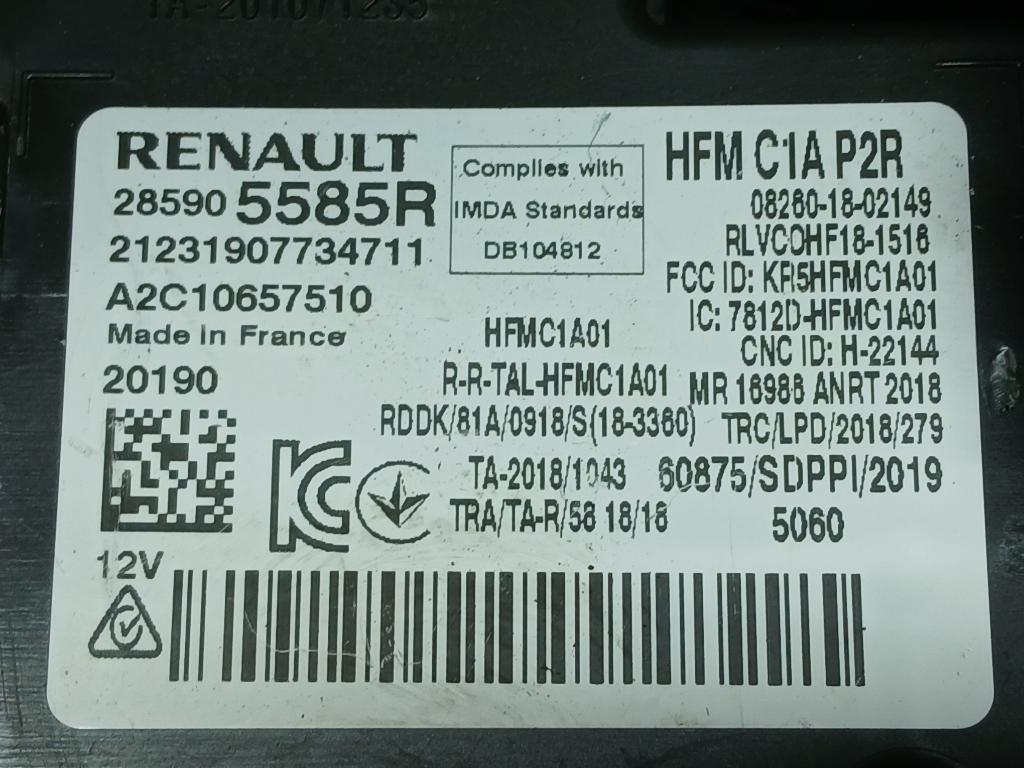 TA-201071235
RENAULT
28590 5585R
21231907734711
A2C10657510
Made in France
20190
Complies with
IMDA Standards
DB104812
HFM C1A P2R
08260-18-02149
RLVCOHF18-1516
FCC ID: KR5HFMC1A01
IC: 7812D-HFMC1A01
CNC ID: H-22144
HFMC1A01
R-R-TAL-HFMC1A01
MR 16986 ANRT 2018
RDDK/81A/0918/S(18-3360)
TRC/LPD/2018/279
TA-2018/1043
60875/SDPPI/2019
TRA/TA-R/58 18/18
5060
12V